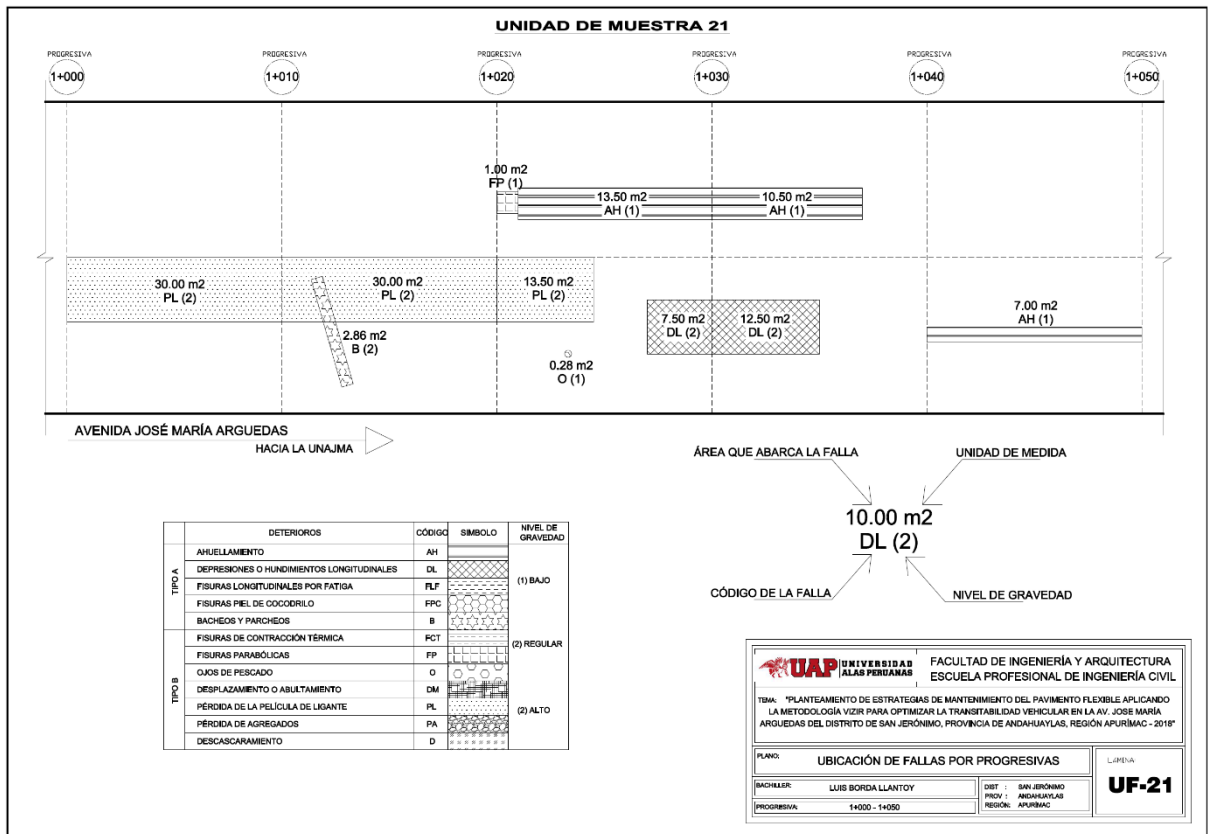 UNIDAD DE MUESTRA 21
PROGRESIVA PROGRESIVA PROGRESIVA PROGRESIVA PROGRESIVA PROGRESIVA
1+000 1+010 1+020 1+030 1+040 1+050
1.00 m2
FP (1)
13.50 m2
AH (1)
10.50 m2
AH (1)
30.00 m2
PL (2)
30.00 m2
PL (2)
13.50 m2
PL (2)
2.86 m2
B (2)
0.28 m2
O (1)
7.50 m2
DL (2)
12.50 m2
DL (2)
7.00 m2
AH (1)
AVENIDA JOSÉ MARÍA ARGUEDAS
HACIA LA UNAJMA
ÁREA QUE ABARCA LA FALLA
UNIDAD DE MEDIDA
10.00 m2
DL (2)
CÓDIGO DE LA FALLA
NIVEL DE GRAVEDAD
DETERIOROS CÓDIGO SIMBOLO NIVEL DE GRAVEDAD
TIPO A
AHUELLAMIENTO AH
DEPRESIONES O HUNDIMIENTOS LONGITUDINALES DL
FISURAS LONGITUDINALES POR FATIGA FLF
FISURAS PIEL DE COCODRILO FPC
BACHEOS Y PARCHEOS B
TIPO B
FISURAS DE CONTRACCIÓN TÉRMICA FCT
FISURAS PARABÓLICAS FP
OJOS DE PESCADO O
DESPLAZAMIENTO O ABULTAMIENTO DM
PÉRDIDA DE LA PELÍCULA DE LIGANTE PL
PÉRDIDA DE AGREGADOS PA
DESCASCARAMIENTO D
(1) BAJO
(2) REGULAR
(2) ALTO
UAP UNIVERSIDAD
ALAS PERUANAS
FACULTAD DE INGENIERÍA Y ARQUITECTURA
ESCUELA PROFESIONAL DE INGENIERÍA CIVIL
TEMA: "PLANTEAMIENTO DE ESTRATEGIAS DE MANTENIMIENTO DEL PAVIMENTO FLEXIBLE APLICANDO
LA METODOLOGÍA VIZIR PARA OPTIMIZAR LA TRANSITABILIDAD VEHICULAR EN LA AV. JOSE MARÍA
ARGUEDAS DEL DISTRITO DE SAN JERÓNIMO, PROVINCIA DE ANDAHUAYLAS, REGIÓN APURÍMAC - 2018"
PLANO: UBICACIÓN DE FALLAS POR PROGRESIVAS
LAMINA:
UF-21
BACHILLER: LUIS BORDA LLANTOY
PROGRESIVA: 1+000 - 1+050
DIST : SAN JERÓNIMO
PROV : ANDAHUAYLAS
REGIÓN: APURÍMAC